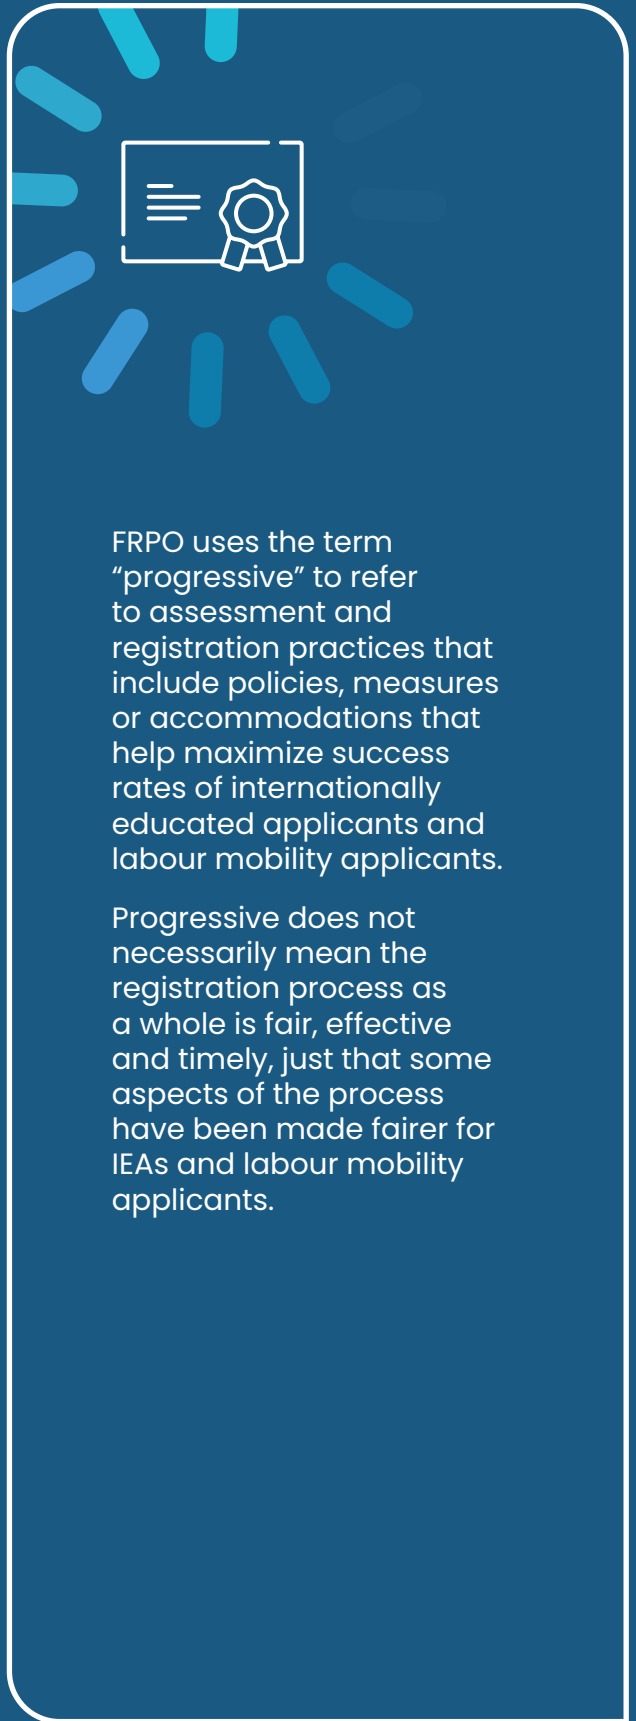 FRPO uses the term
“progressive” to refer
to assessment and
registration practices that
include policies, measures
or accommodations that
help maximize success
rates of internationally
educated applicants and
labour mobility applicants.
Progressive does not
necessarily mean the
registration process as
a whole is fair, effective
and timely, just that some
aspects of the process
have been made fairer for
IEAs and labour mobility
applicants.